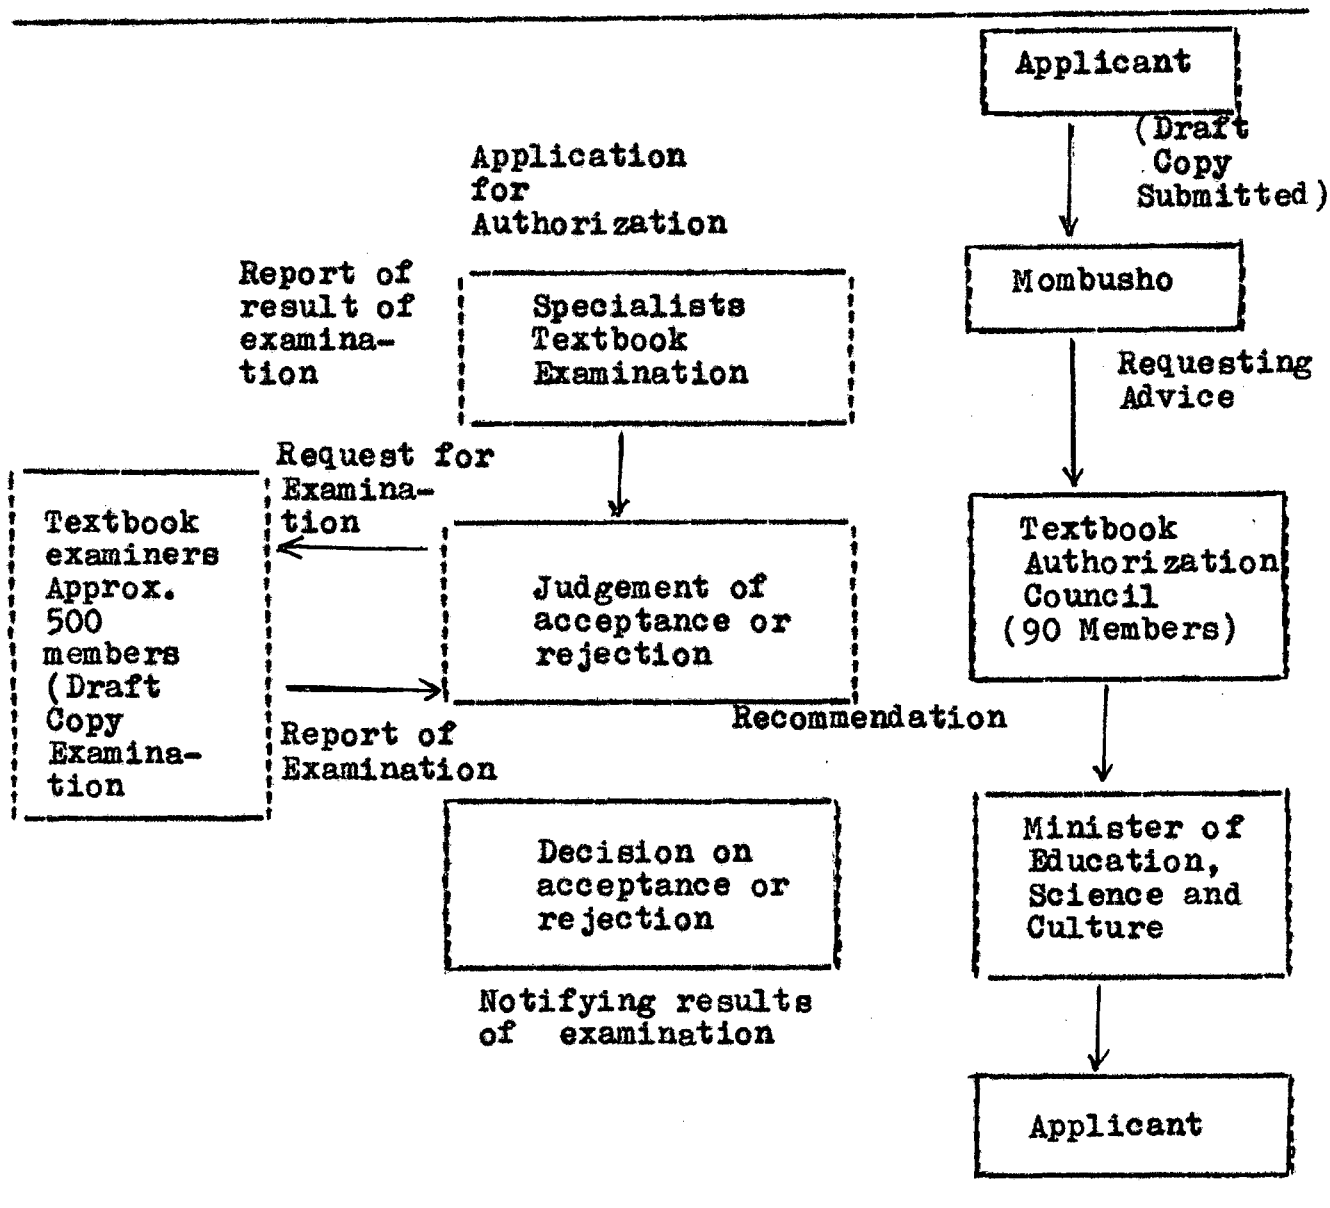 Applicant
(Draft
Copy
Submitted)
Application
for
Authorization
Mombusho
Report of
result of
examina-
tion
Specialists
Textbook
Examination
Requesting
Advice
Request for
Examina-
tion
Textbook
examiners
Approx.
500
members
(Draft
Copy
Examina-
tion
Judgement of
acceptance or
rejection
Textbook
Authorization
Council
(90 Members)
Report of
Examination
Recommendation
Decision on
acceptance or
rejection
Minister of
Education,
Science and
Culture
Notifying results
of examination
Applicant